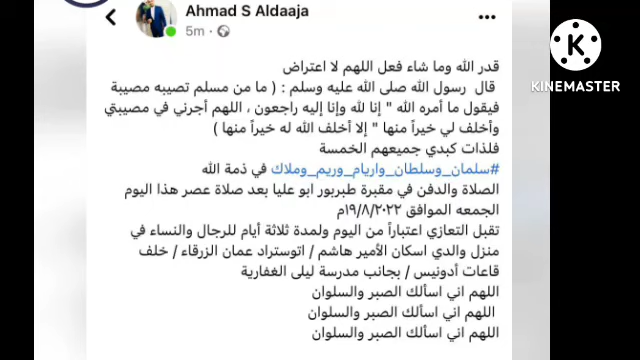 Ahmad S Aldaaja
5m
قدر الله وما شاء فعل اللهم لا اعتراض
قال رسول الله صلى الله عليه وسلم : ( ما من مسلم تصيبه مصيبة
فيقول ما أمره الله " إنا لله وإنا إليه راجعون ، اللهم أجرني في مصيبتي
وأخلف لي خيراً منها " إلا أخلف الله له خيراً منها )
فلذات كبدي جميعهم الخمسة
#سلمان_وسلطان_واريام_وريم_وملاك في ذمة الله
الصلاة والدفن في مقبرة طبربور ابو عليا بعد صلاة عصر هذا اليوم
الجمعه الموافق ١٩/٨/٢٠٢٢م
تقبل التعازي اعتباراً من اليوم ولمدة ثلاثة أيام للرجال والنساء في
منزل والدي اسكان الأمير هاشم / اتوستراد عمان الزرقاء / خلف
قاعات أدونيس / بجانب مدرسة ليلى الغفارية
اللهم اني اسألك الصبر والسلوان
اللهم اني اسألك الصبر والسلوان
اللهم اني اسألك الصبر والسلوان
KINEMASTER